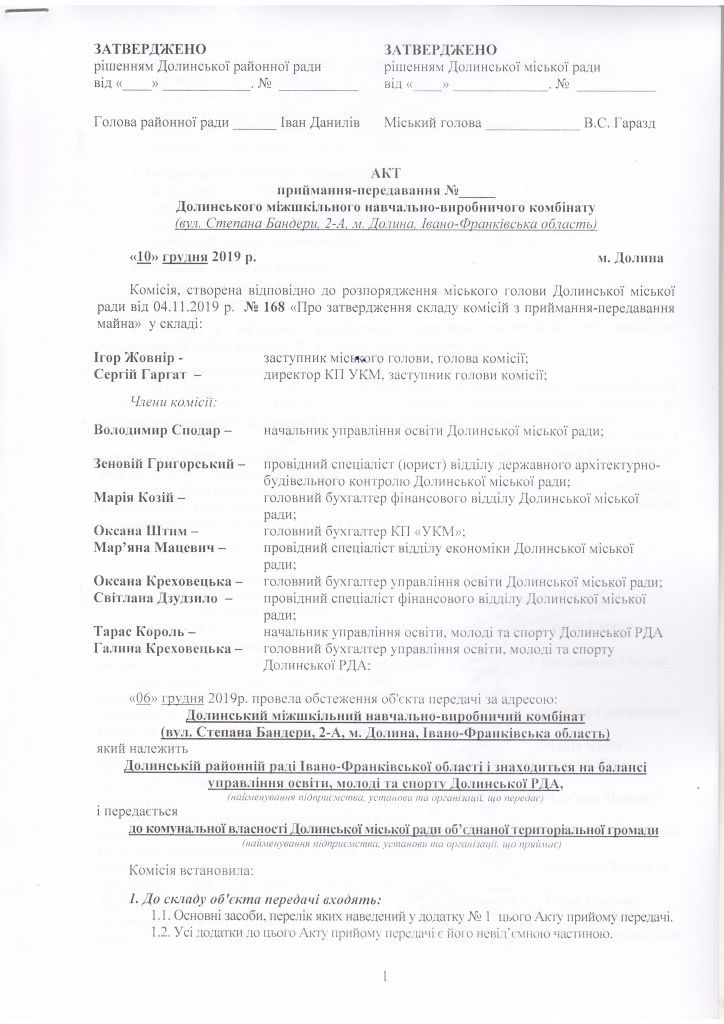 ЗАТВЕРДЖЕНО
рішенням Долинської районної ради
від «____» ____________. № ____________
Голова районної ради ______ Іван Данилів
ЗАТВЕРДЖЕНО
рішенням Долинської міської ради
від «____» _____________. № ___________
Міський голова _____________ В.С. Гаразд
АКТ
приймання-передавання №_____
Долинського міжшкільного навчально-виробничого комбінату
(вул. Степана Бандери, 2-А, м. Долина, Івано-Франківська область)
«10» грудня 2019 р. м. Долина
Комісія, створена відповідно до розпорядження міського голови Долинської міської
ради від 04.11.2019 р. № 168 «Про затвердження складу комісій з приймання-передавання
майна» у складі:
Ігор Жовнір - заступник міського голови, голова комісії;
Сергій Гаргат – директор КП УКМ, заступник голови комісії;
Члени комісії:
Володимир Сподар – начальник управління освіти Долинської міської ради;
Зеновій Григорський – провідний спеціаліст (юрист) відділу державного архітектурно-
будівельного контролю Долинської міської ради;
Марія Козій – головний бухгалтер фінансового відділу Долинської міської
ради;
Оксана Штим – головний бухгалтер КП «УКМ»;
Мар’яна Мацевич – провідний спеціаліст відділу економіки Долинської міської
ради;
Оксана Креховецька – головний бухгалтер управління освіти Долинської міської ради;
Світлана Дзудзило – провідний спеціаліст фінансового відділу Долинської міської
ради;
Тарас Король – начальник управління освіти, молоді та спорту Долинської РДА
Галина Креховецька – головний бухгалтер управління освіти, молоді та спорту
Долинської РДА;
«06» грудня 2019р. провела обстеження об'єкта передачі за адресою:
Долинський міжшкільний навчально-виробничий комбінат
(вул. Степана Бандери, 2-А, м. Долина, Івано-Франківська область)
який належить
Долинській районній раді Івано-Франківської області і знаходиться на балансі
управління освіти, молоді та спорту Долинської РДА,
(найменування підприємства, установи та організації, що передає)
і передається
до комунальної власності Долинської міської ради об’єднаної територіальної громади
(найменування підприємства, установи та організації, що приймає)
Комісія встановила:
1. До складу об'єкта передачі входять:
1.1. Основні засоби, перелік яких наведений у додатку № 1 цього Акту прийому передачі.
1.2. Усі додатки до цього Акту прийому передачі є його невід’ємною частиною.
1